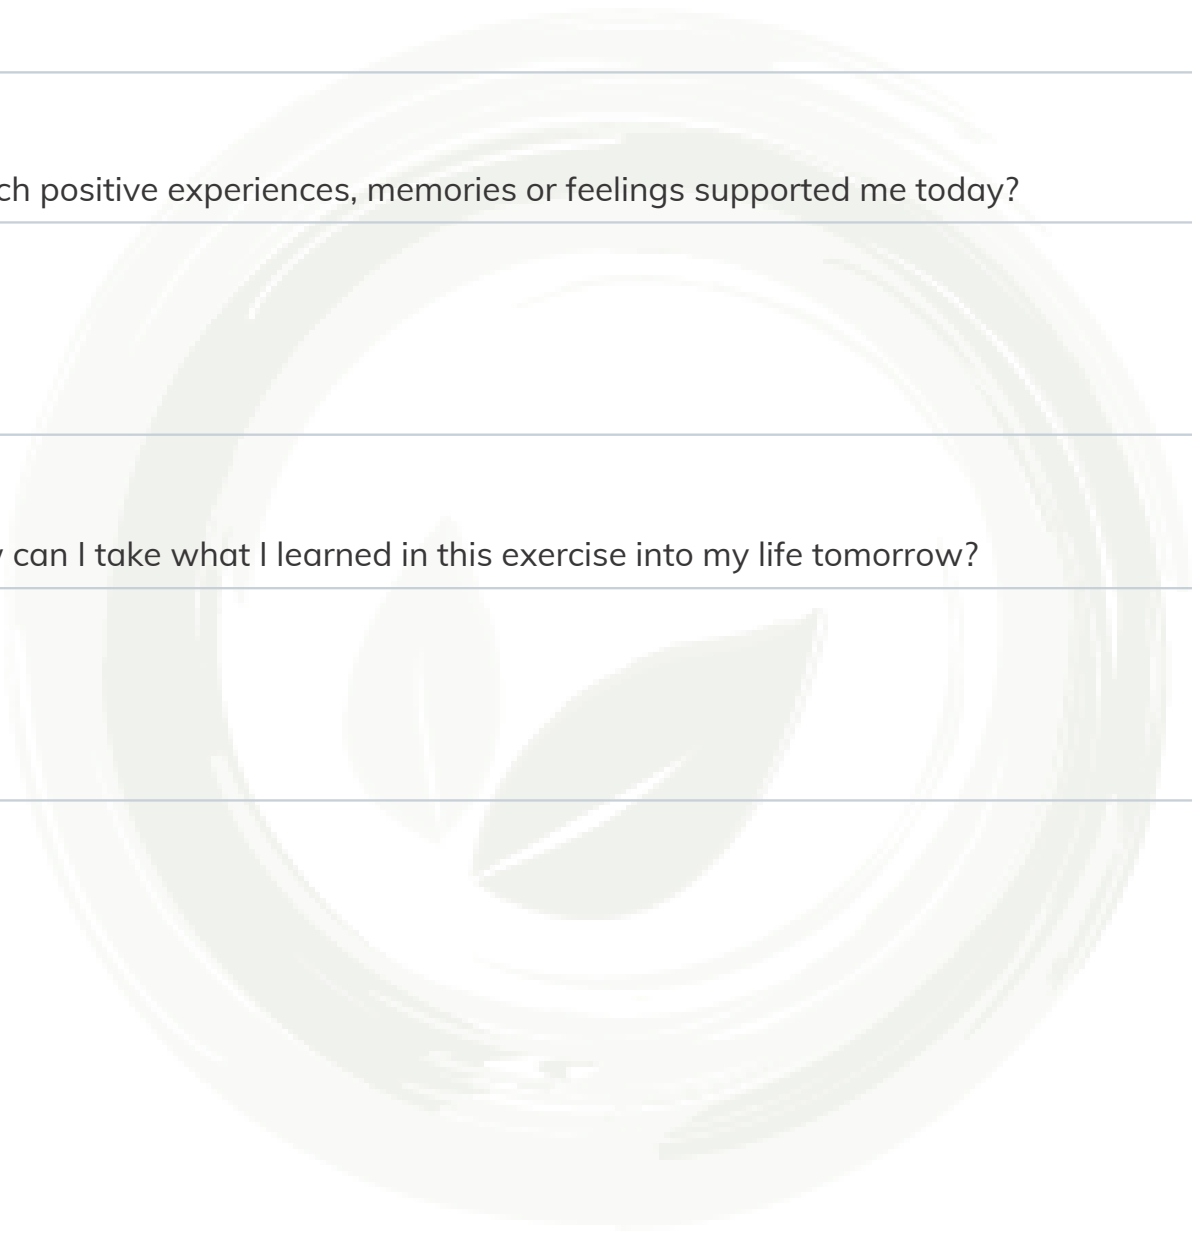 ch positive experiences, memories or feelings supported me today?
can I take what I learned in this exercise into my life tomorrow?